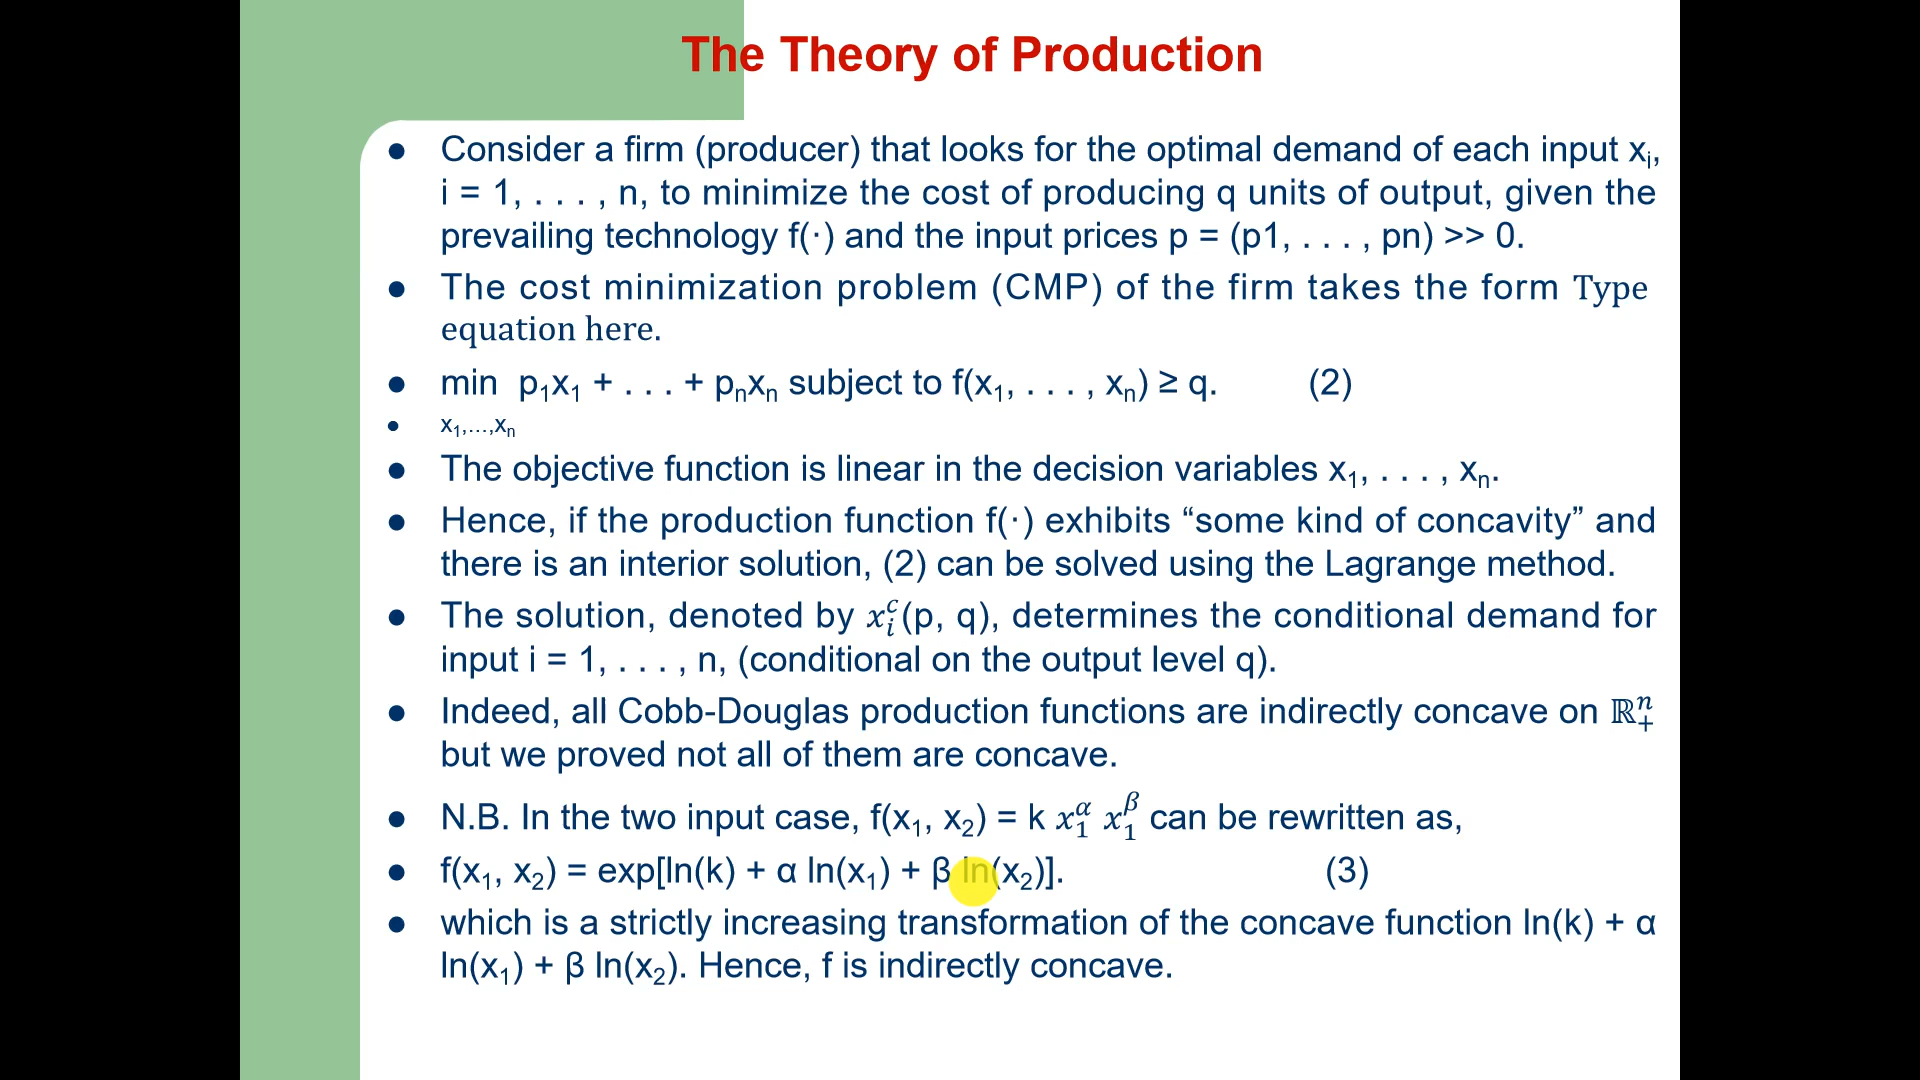 The Theory of Production
● Consider a firm (producer) that looks for the optimal demand of each input xᵢ,
i = 1, . . . , n, to minimize the cost of producing q units of output, given the
prevailing technology f(·) and the input prices p = (p1, . . . , pn) >> 0.
● The cost minimization problem (CMP) of the firm takes the form Type
equation here.
● min p₁x₁ + . . . + pₙxₙ subject to f(x₁, . . . , xₙ) ≥ q. (2)
● x₁,...,xₙ
● The objective function is linear in the decision variables x₁, . . . , xₙ.
● Hence, if the production function f(·) exhibits “some kind of concavity” and
there is an interior solution, (2) can be solved using the Lagrange method.
● The solution, denoted by $x_i^c$(p, q), determines the conditional demand for
input i = 1, . . . , n, (conditional on the output level q).
● Indeed, all Cobb-Douglas production functions are indirectly concave on $ℝ_+^n$
but we proved not all of them are concave.
● N.B. In the two input case, f(x₁, x₂) = k $x_1^α$ $x_1^β$ can be rewritten as,
● f(x₁, x₂) = exp[ln(k) + α ln(x₁) + β ln(x₂)]. (3)
● which is a strictly increasing transformation of the concave function ln(k) + α
ln(x₁) + β ln(x₂). Hence, f is indirectly concave.